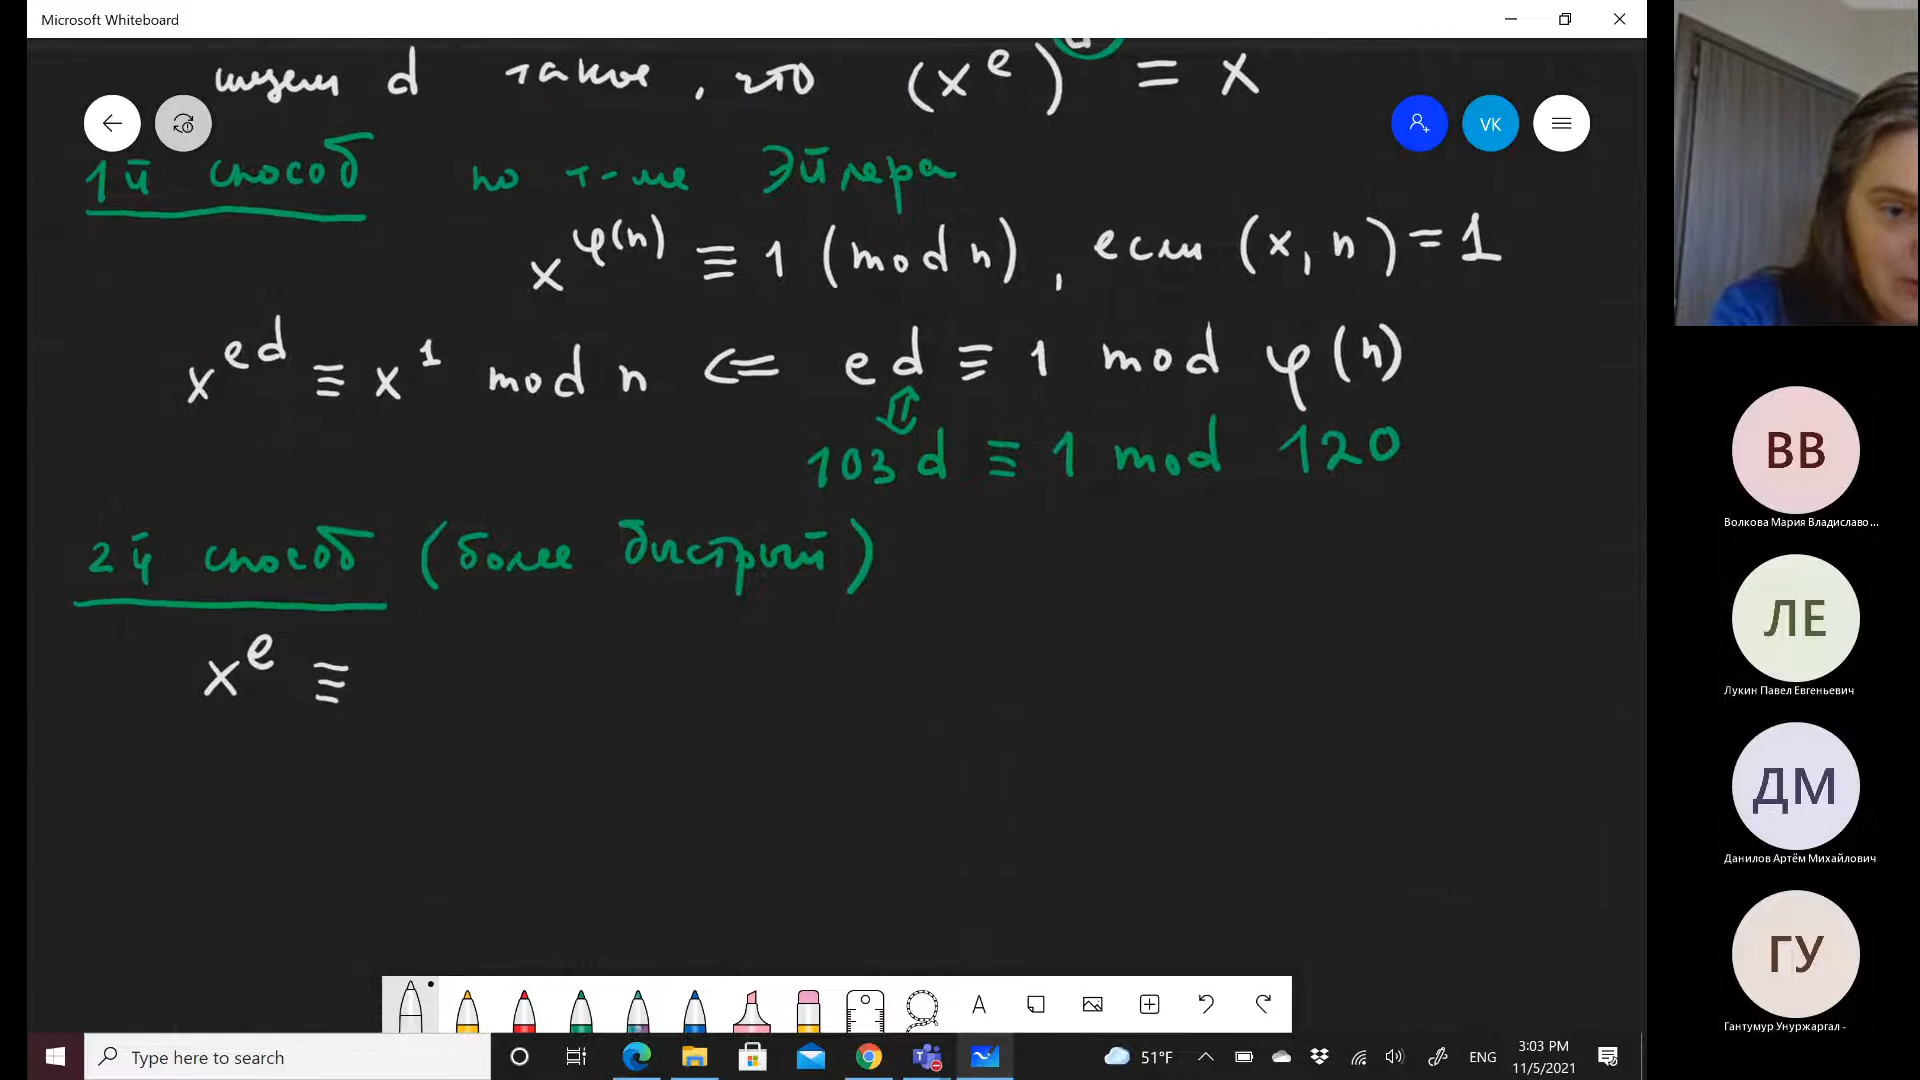 Microsoft Whiteboard
ищем d такое, что (x^e) = x
VK
1й способ по т-ме Эйлера
x^φ(n) ≡ 1 (mod n), если (x, n) = 1
x^ed ≡ x^1 mod n <= ed ≡ 1 mod φ(n)
103 d ≡ 1 mod 120
2й способ (более быстрый)
x^e ≡
ВВ
Волкова Мария Владиславо...
ЛЕ
Лукин Павел Евгеньевич
ДМ
Данилов Артём Михайлович
ГУ
Гантумур Унуржаргал -
A
Type here to search
51°F
ENG
3:03 PM
11/5/2021